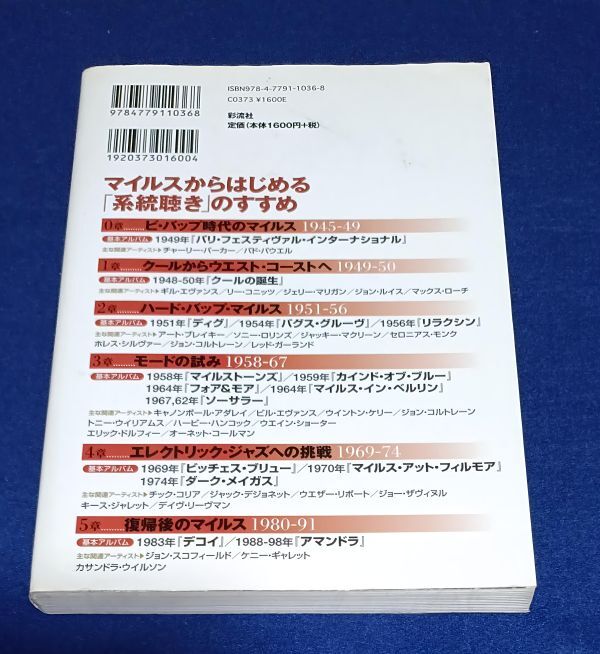 ISBN978-4-7791-1036-8
C0373 ¥1600E
彩流社
定価(本体1600円+税)
9784779110368
1920373016004
マイルスからはじめる
「系統聴き」のすすめ
0章………ビ・バップ時代のマイルス 1945-49
基本アルバム 1949年『パリ・フェスティヴァル・インターナショナル』
主な関連アーティスト▶チャーリー・パーカー/バド・パウエル
1章………クールからウエスト・コーストへ 1949-50
基本アルバム 1948-50年『クールの誕生』
主な関連アーティスト▶ギル・エヴァンス/リー・コニッツ/ジェリー・マリガン/ジョン・ルイス/マックス・ローチ
2章………ハード・バップ・マイルス 1951-56
基本アルバム 1951年『ディグ』/1954年『バグス・グルーヴ』/1956年『リラクシン』
主な関連アーティスト▶アート・ブレイキー/ソニー・ロリンズ/ジャッキー・マクリーン/セロニアス・モンク
ホレス・シルヴァー/ジョン・コルトレーン/レッド・ガーランド
3章………モードの試み 1958-67
基本アルバム 1958年『マイルストーンズ』/1959年『カインド・オブ・ブルー』
1964年『フォア&モア』/1964年『マイルス・イン・ベルリン』
1967,62年『ソーサラー』
主な関連アーティスト▶キャノンボール・アダレイ/ビル・エヴァンス/ウイントン・ケリー/ジョン・コルトレーン
トニー・ウイリアムス/ハービー・ハンコック/ウエイン・ショーター
エリック・ドルフィー/オーネット・コールマン
4章………エレクトリック・ジャズへの挑戦 1969-74
基本アルバム 1969年『ビッチェス・ブリュー』/1970年『マイルス・アット・フィルモア』
1974年『ダーク・メイガス』
主な関連アーティスト▶チック・コリア/ジャック・デジョネット/ウエザー・リポート/ジョー・ザヴィヌル
キース・ジャレット/デイヴ・リーヴマン
5章………復帰後のマイルス 1980-91
基本アルバム 1983年『デコイ』/1988-98年『アマンドラ』
主な関連アーティスト▶ジョン・スコフィールド/ケニー・ギャレット
カサンドラ・ウイルソン